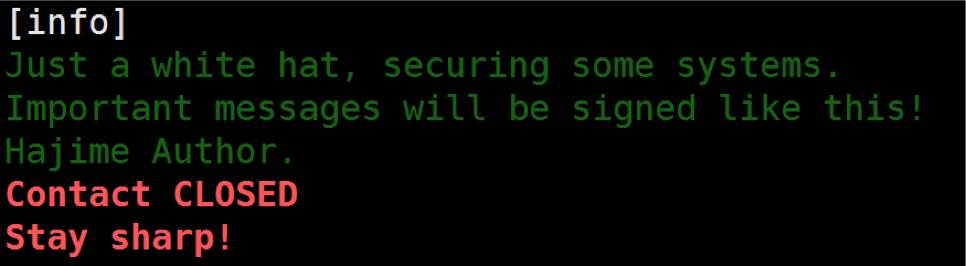 [info]
Just a white hat, securing some systems.
Important messages will be signed like this!
Hajime Author.
Contact CLOSED
Stay sharp!